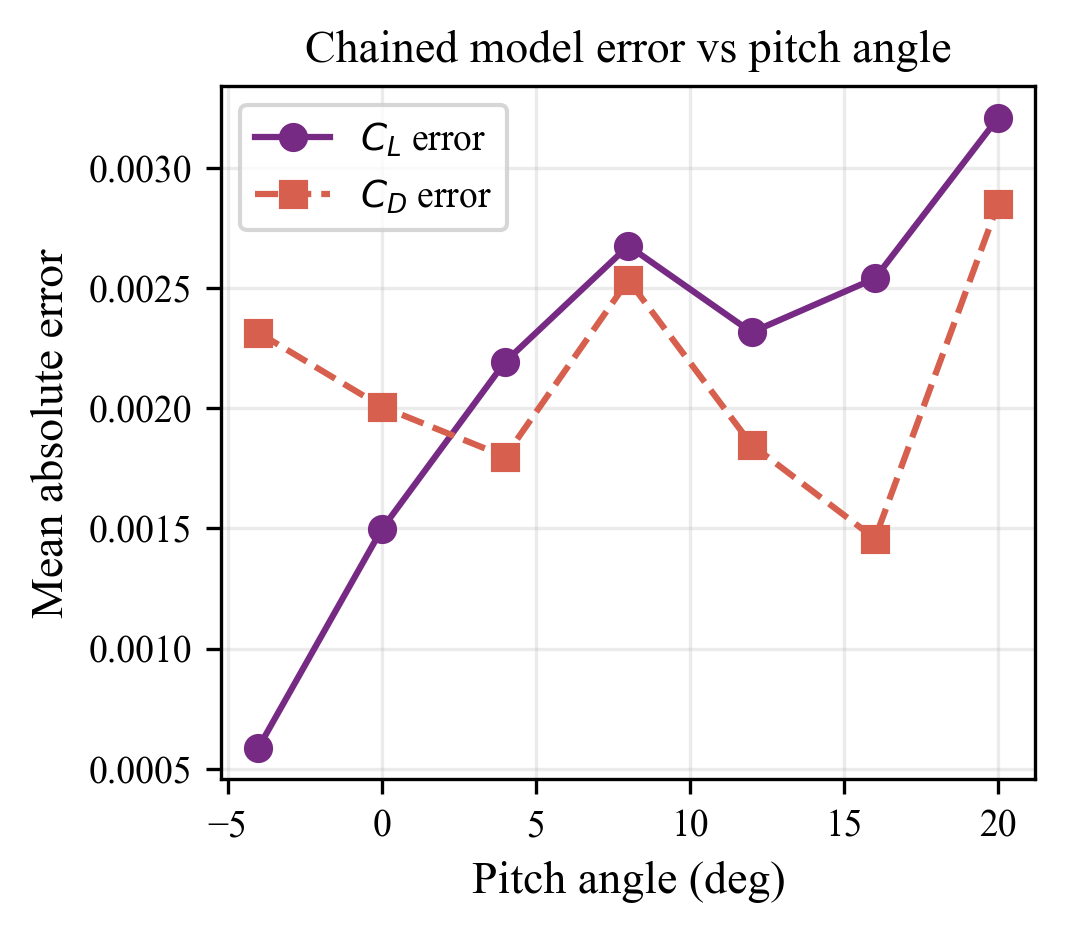 Chained model error vs pitch angle
C_L error
C_D error
0.0030
0.0025
0.0020
0.0015
0.0010
0.0005
Mean absolute error
−5 0 5 10 15 20
Pitch angle (deg)